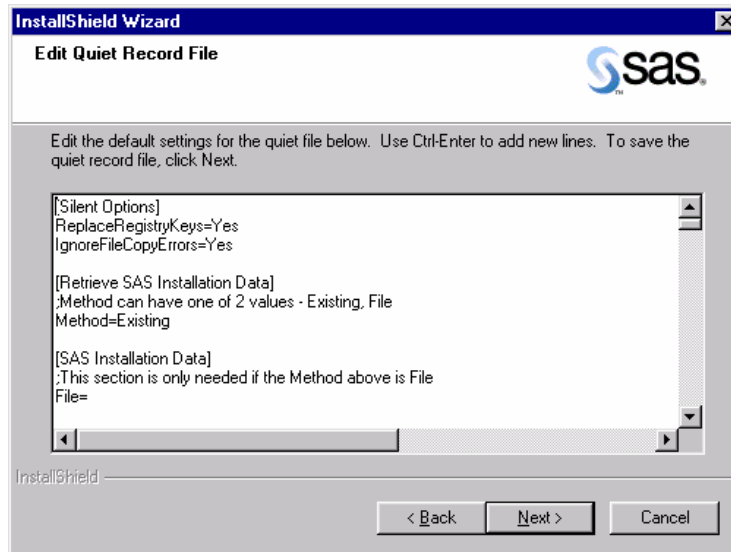 InstallShield Wizard
Edit Quiet Record File
sas.
TM
Edit the default settings for the quiet file below. Use Ctrl-Enter to add new lines. To save the
quiet record file, click Next.
[Silent Options]
ReplaceRegistryKeys=Yes
IgnoreFileCopyErrors=Yes
[Retrieve SAS Installation Data]
;Method can have one of 2 values - Existing, File
Method=Existing
[SAS Installation Data]
;This section is only needed if the Method above is File
File=
InstallShield
< Back
Next >
Cancel